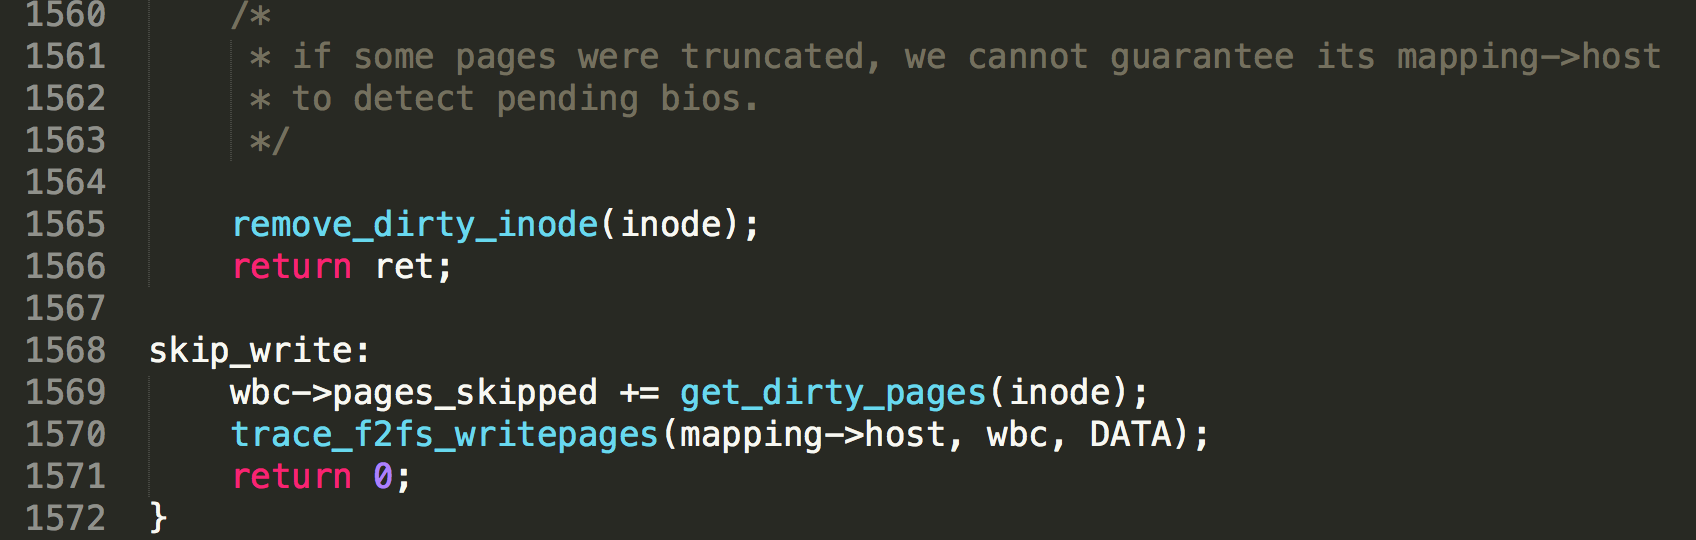 1560 /*
1561 * if some pages were truncated, we cannot guarantee its mapping->host
1562 * to detect pending bios.
1563 */
1564
1565 remove_dirty_inode(inode);
1566 return ret;
1567
1568 skip_write:
1569 wbc->pages_skipped += get_dirty_pages(inode);
1570 trace_f2fs_writepages(mapping->host, wbc, DATA);
1571 return 0;
1572 }